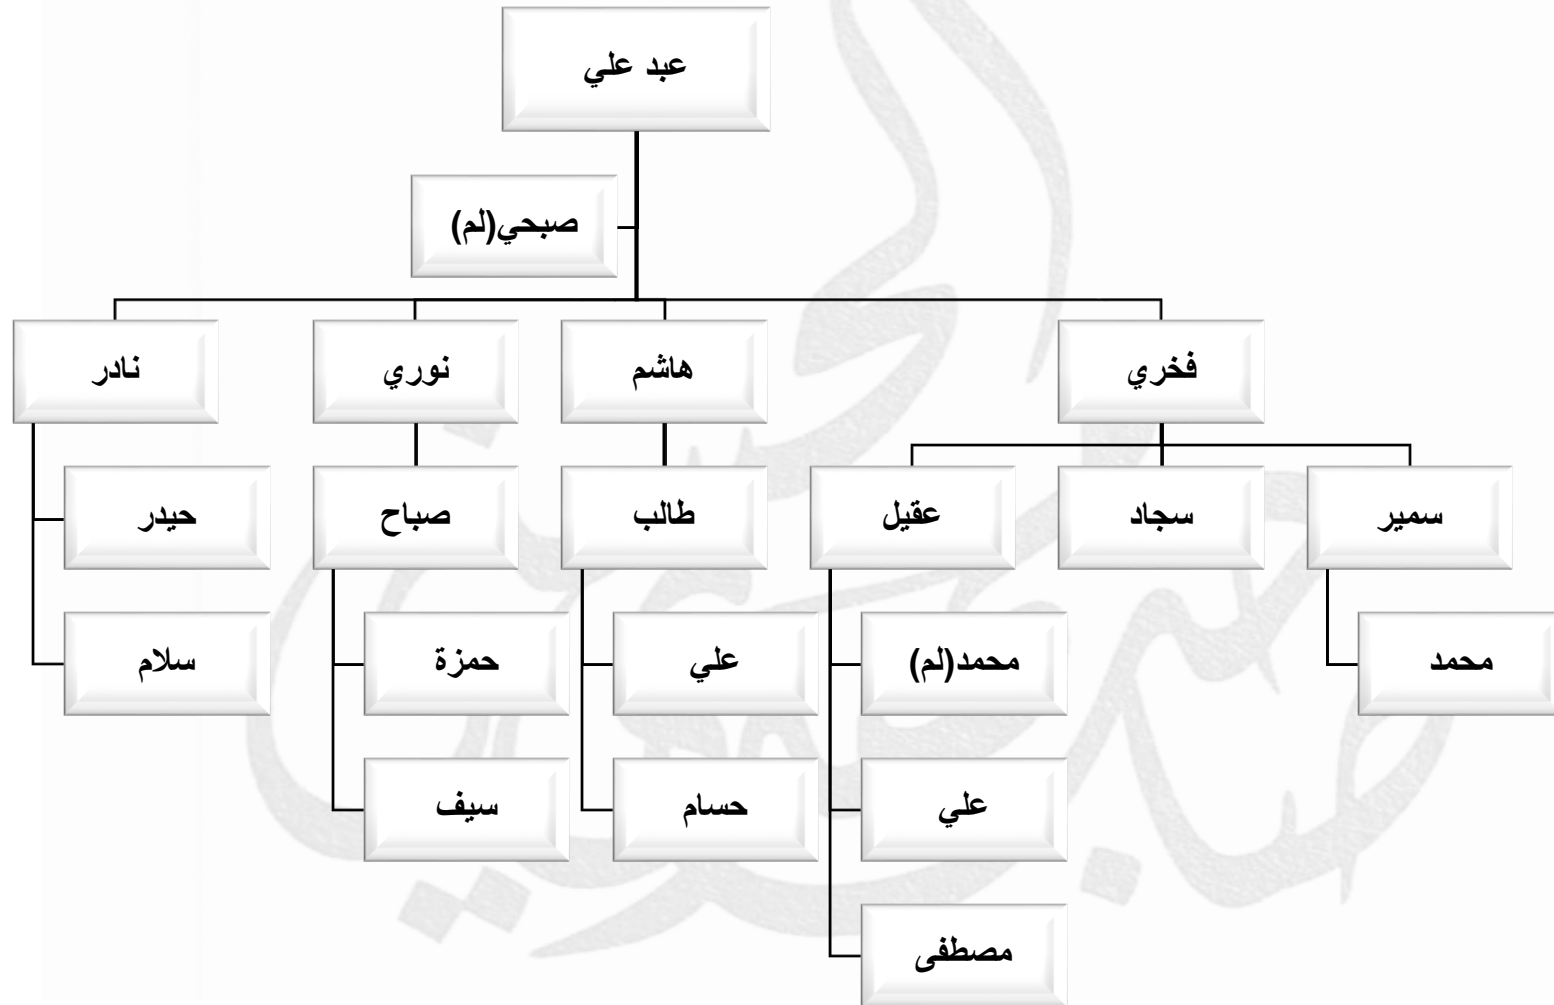 عبد علي
صبحي(لم)
فخري
هاشم
نوري
نادر
سمير
سجاد
عقيل
طالب
صباح
حيدر
محمد
محمد(لم)
علي
حمزة
سلام
علي
حسام
سيف
مصطفى